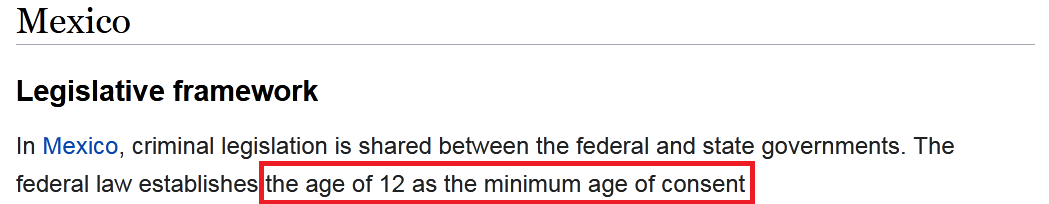 Mexico
Legislative framework
In Mexico, criminal legislation is shared between the federal and state governments. The
federal law establishes the age of 12 as the minimum age of consent